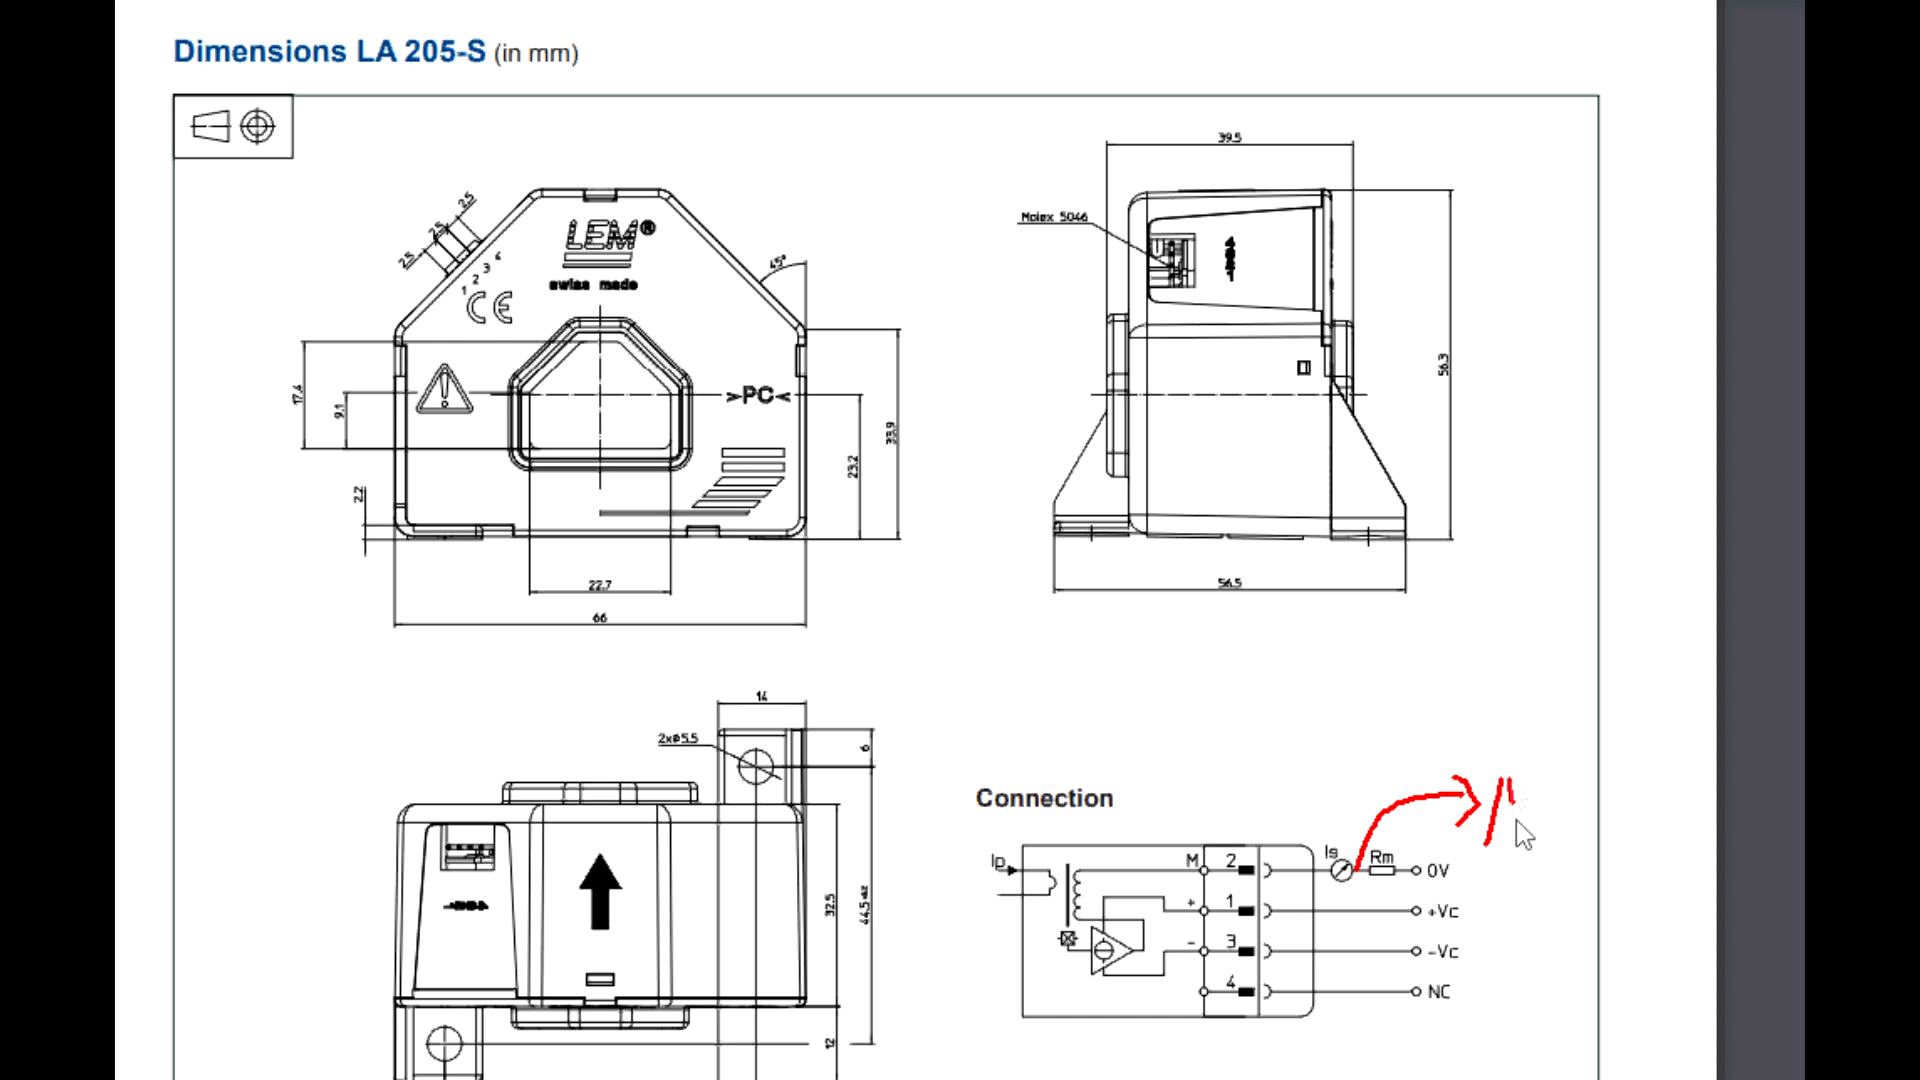 Dimensions LA 205-S (in mm)
39.5
2.5
2.5
2.5
LEM®
swiss made
1 2 3 4
CE
45°
Molex 5046
56.3
17.4
9.1
>PC<
33.9
23.2
2.2
22.7
66
56.5
14
2xø5.5
6
Connection
32.5
44.5±0.2
12
Ip
M 2
Is
Rm
0V
+ 1
+Vc
- 3
-Vc
4
NC